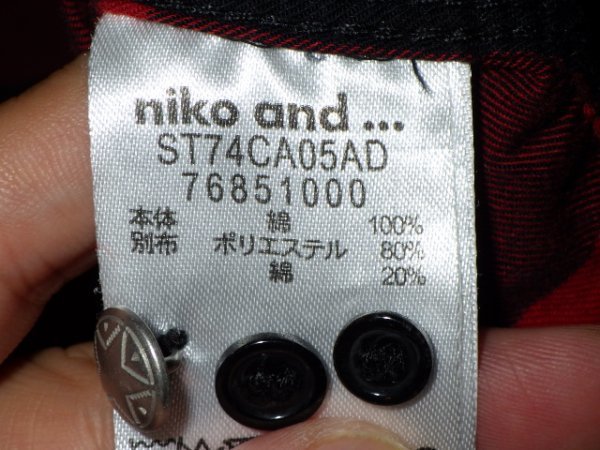 niko and ...
ST74CA05AD
76851000
本体 綿 100%
別布 ポリエステル 80%
綿 20%